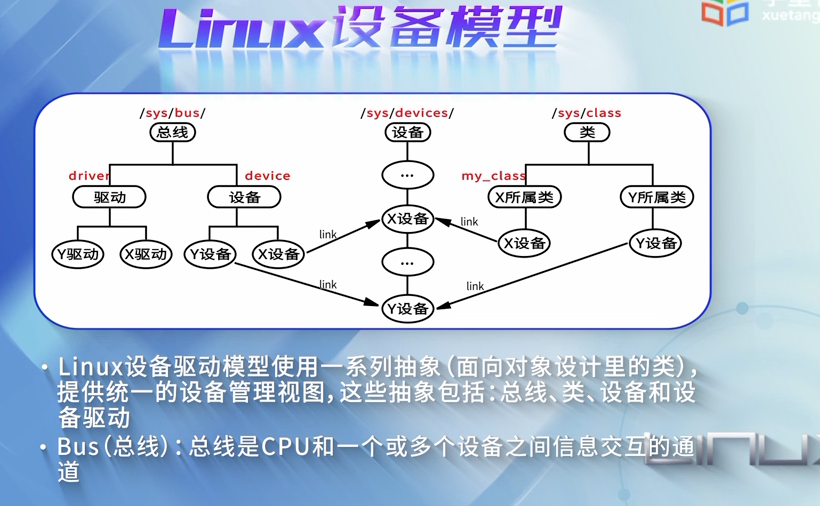 Linux设备模型
xuetang
/sys/bus/
/sys/devices/
/sys/class
总线
设备
类
driver
device
...
my_class
驱动
设备
X所属类
Y所属类
link
X设备
link
Y驱动
X驱动
Y设备
X设备
...
X设备
Y设备
link
link
Y设备
• Linux设备驱动模型使用一系列抽象(面向对象设计里的类),
提供统一的设备管理视图,这些抽象包括:总线、类、设备和设
备驱动
• Bus(总线):总线是CPU和一个或多个设备之间信息交互的通
道